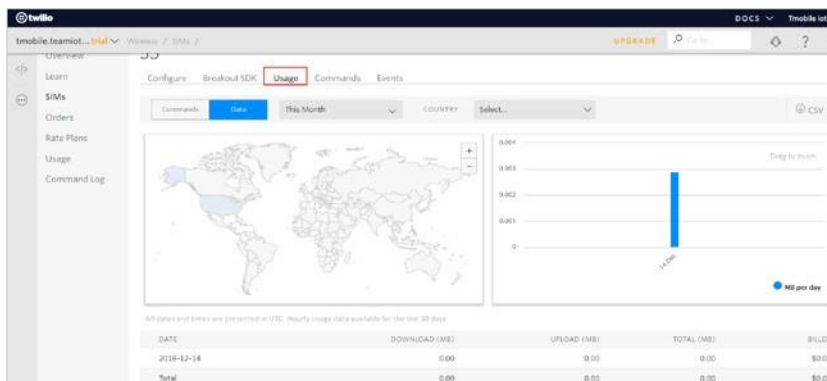 twilio
DOCS Tmobile iot
tmobile.teamiot... trial Wireless / SIMs /
UPGRADE Go to...
?
</>
Overview
Learn
SIMs
Orders
Rate Plans
Usage
Command Log
Configure Breakout SDK Usage Commands Events
Commands Data This Month COUNTRY Select... CSV
+
-
0.004
0.003
0.002
0.001
0
Drag to zoom
14 Dec
MB per day
All dates and times are presented in UTC. Hourly usage data available for the last 30 days
DATE DOWNLOAD (MB) UPLOAD (MB) TOTAL (MB) BILLED
2018-12-14 0.00 0.00 0.00 $0.0
Total 0.00 0.00 0.00 $0.0